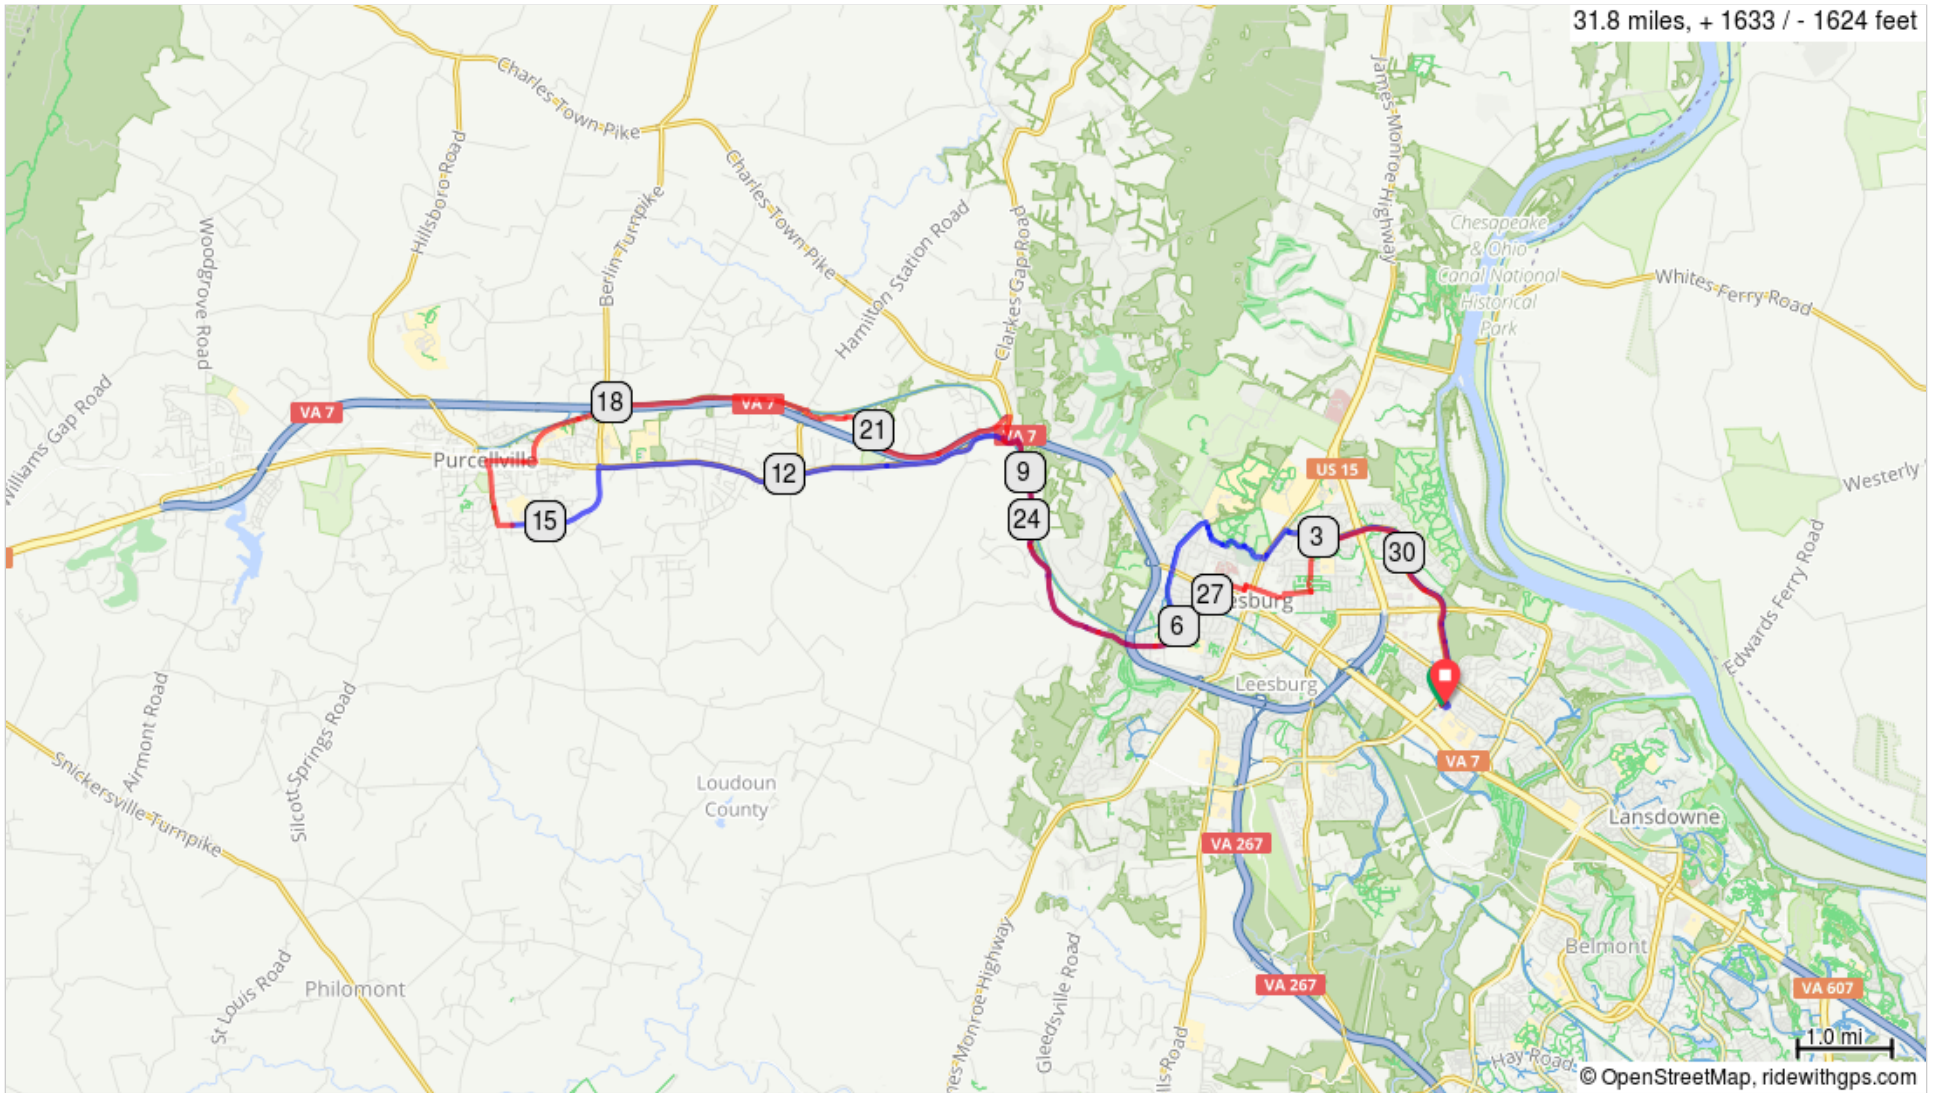 31.8 miles, + 1633 / - 1624 feet
Charles Town Pike
James Monroe Highway
Hillsboro Road
Charles Town Pike
Berlin Turnpike
Woodgrove Road
Hamilton Station Road
Clarkes Gap Road
Chesapeake
& Ohio
Canal National
Historical
Park
Whites Ferry Road
Williams Gap Road
VA 7
18
VA 7
21
VA 7
Purcellville
12
9
US 15
Westerly
15
24
3
30
27
esburg
6
Edwards Ferry Road
Leesburg
Airmont Road
Silcott Springs Road
Snickersville Turnpike
Loudoun
County
VA 7
Lansdowne
VA 267
Belmont
St Louis Road
Philomont
nes Monroe Highway
Gleedsville Road
VA 267
VA 607
lls Road
Hay Road
1.0 mi
© OpenStreetMap, ridewithgps.com